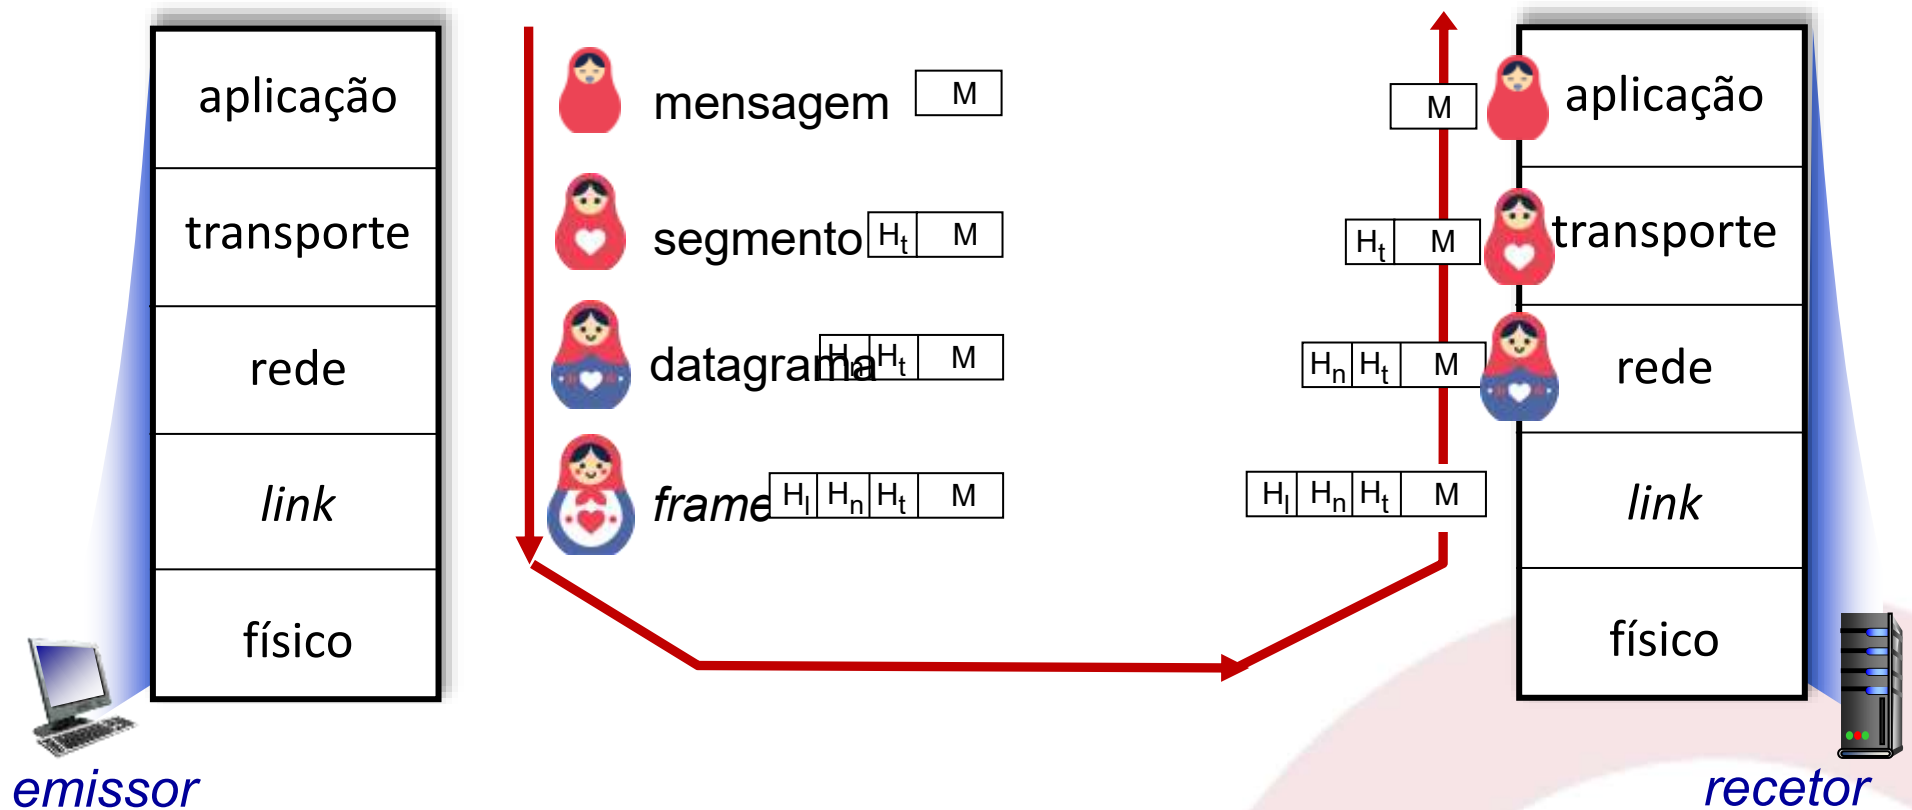 aplicação
transporte
rede
link
físico
emissor
mensagem M
segmento Ht M
datagrama Hn Ht M
frame Hl Hn Ht M
M
Ht M
Hn Ht M
Hl Hn Ht M
aplicação
transporte
rede
link
físico
recetor